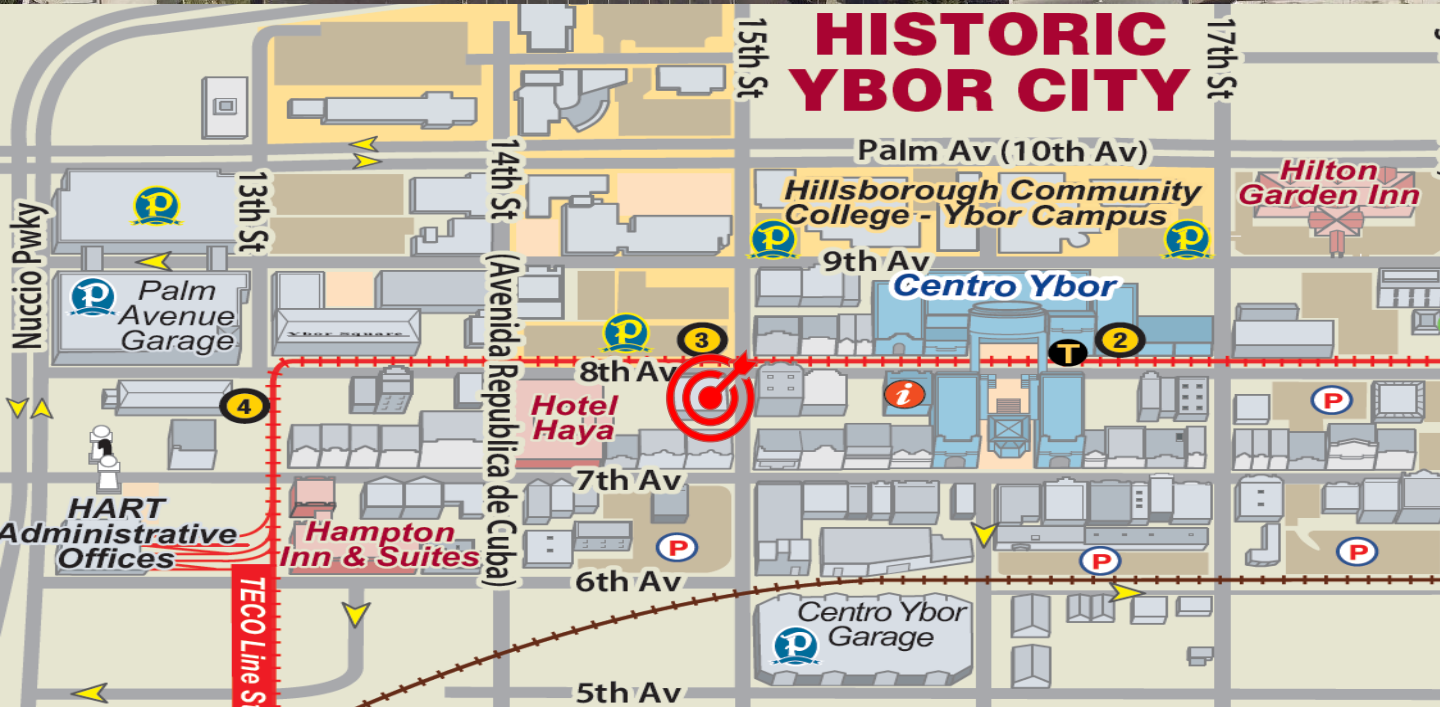 HISTORIC
YBOR CITY
15th St
17th St
Palm Av (10th Av)
14th St
(Avenida Republica de Cuba)
13th St
Nuccio Pwky
Hillsborough Community
College - Ybor Campus
Hilton
Garden Inn
9th Av
Centro Ybor
P
P
P
P
Palm
Avenue
Garage
Ybor Square
P
3
2
T
8th Av
4
Hotel
Haya
i
P
7th Av
HART
Administrative
Offices
Hampton
Inn & Suites
P
P
P
6th Av
TECO Line S
Centro Ybor
Garage
P
5th Av